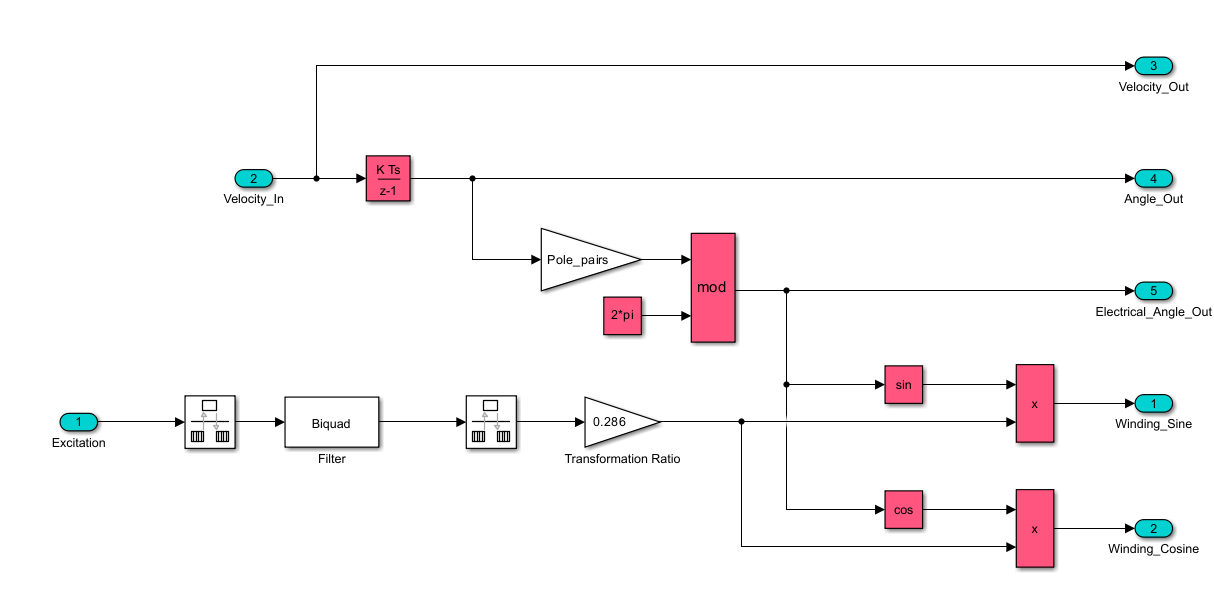 3
Velocity_Out
2
Velocity_In
K Ts
z-1
4
Angle_Out
Pole_pairs
2*pi
mod
5
Electrical_Angle_Out
1
Excitation
Biquad
Filter
0.286
Transformation Ratio
sin
x
1
Winding_Sine
cos
x
2
Winding_Cosine